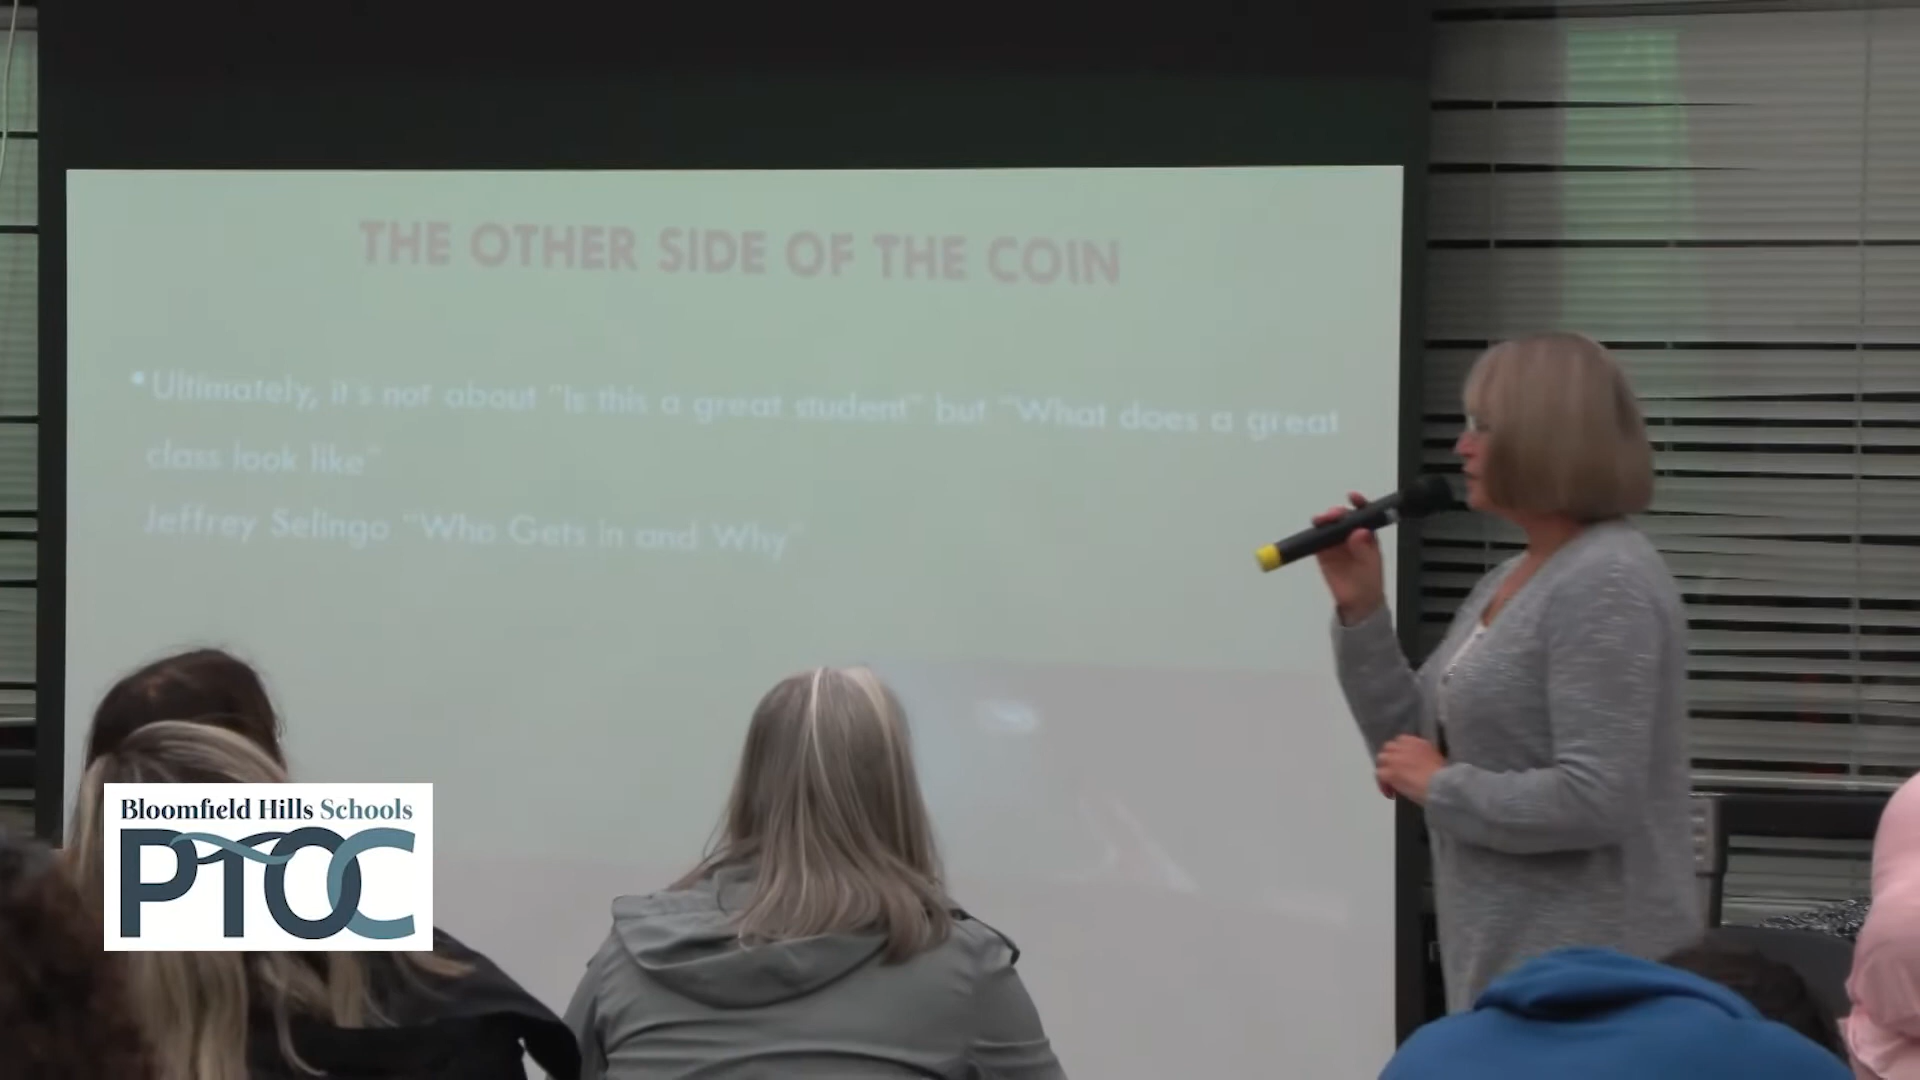 THE OTHER SIDE OF THE COIN
• Ultimately, it's not about "Is this a great student" but "What does a great
class look like"
Jeffrey Selingo "Who Gets in and Why"
Bloomfield Hills Schools
PTOC